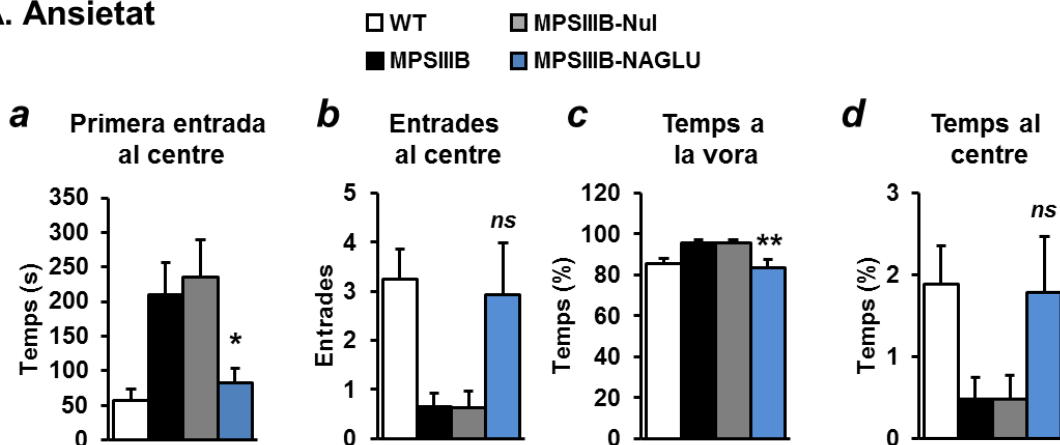 A. Ansietat
WT
MPSIIIB-Nul
MPSIIIB
MPSIIIB-NAGLU
a
Primera entrada
al centre
Temps (s)
350
300
250
200
150
100
50
0
*
b
Entrades
al centre
Entrades
5
4
3
2
1
0
ns
c
Temps a
la vora
Temps (%)
120
100
80
60
40
20
0
**
d
Temps al
centre
Temps (%)
3
2
1
0
ns